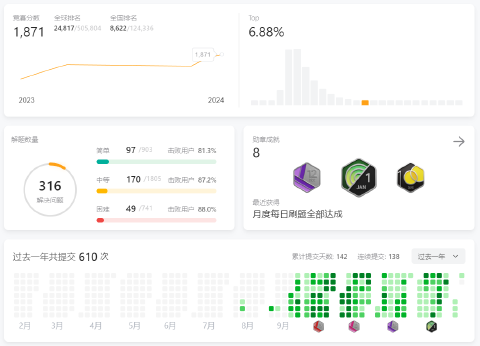 竞赛分数 全球排名 全国排名
1,871 24,817/505,604 8,622/124,336
1,871
2023 2024
Top
6.88%
解题数量
316
解决问题
简单 97 /902 击败用户 81.3%
中等 170 /1805 击败用户 87.2%
困难 49 /741 击败用户 88.0%
勋章成就
8
1
JAN
最近获得
月度每日刷题全部达成
过去一年共提交 610 次
累计提交天数: 142 连续提交: 138 过去一年
2月 3月 4月 5月 6月 7月 8月 9月